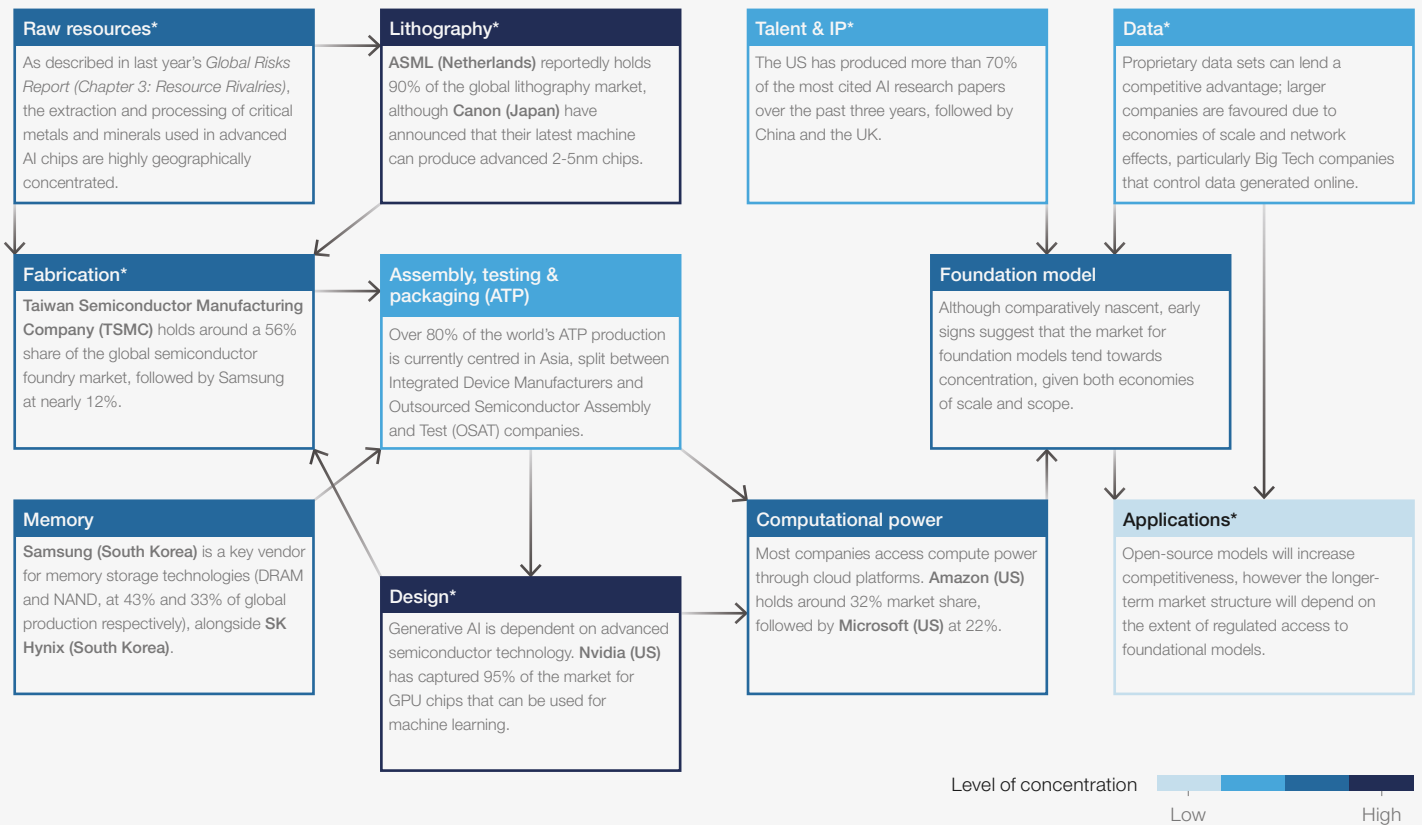 Raw resources*
As described in last year’s Global Risks
Report (Chapter 3: Resource Rivalries),
the extraction and processing of critical
metals and minerals used in advanced
AI chips are highly geographically
concentrated.
Lithography*
ASML (Netherlands) reportedly holds
90% of the global lithography market,
although Canon (Japan) have
announced that their latest machine
can produce advanced 2-5nm chips.
Talent & IP*
The US has produced more than 70%
of the most cited AI research papers
over the past three years, followed by
China and the UK.
Data*
Proprietary data sets can lend a
competitive advantage; larger
companies are favoured due to
economies of scale and network
effects, particularly Big Tech companies
that control data generated online.
Fabrication*
Taiwan Semiconductor Manufacturing
Company (TSMC) holds around a 56%
share of the global semiconductor
foundry market, followed by Samsung
at nearly 12%.
Assembly, testing &
packaging (ATP)
Over 80% of the world’s ATP production
is currently centred in Asia, split between
Integrated Device Manufacturers and
Outsourced Semiconductor Assembly
and Test (OSAT) companies.
Foundation model
Although comparatively nascent, early
signs suggest that the market for
foundation models tend towards
concentration, given both economies
of scale and scope.
Memory
Samsung (South Korea) is a key vendor
for memory storage technologies (DRAM
and NAND, at 43% and 33% of global
production respectively), alongside SK
Hynix (South Korea).
Design*
Generative AI is dependent on advanced
semiconductor technology. Nvidia (US)
has captured 95% of the market for
GPU chips that can be used for
machine learning.
Computational power
Most companies access compute power
through cloud platforms. Amazon (US)
holds around 32% market share,
followed by Microsoft (US) at 22%.
Applications*
Open-source models will increase
competitiveness, however the longer-
term market structure will depend on
the extent of regulated access to
foundational models.
Level of concentration
Low
High